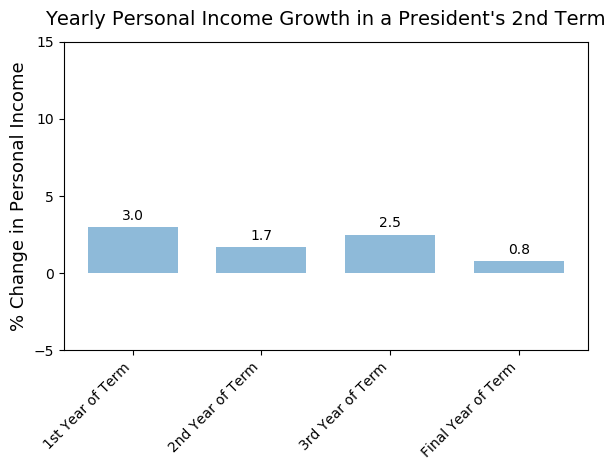 Yearly Personal Income Growth in a President's 2nd Term
% Change in Personal Income
15
10
5
0
−5
3.0
1.7
2.5
0.8
1st Year of Term
2nd Year of Term
3rd Year of Term
Final Year of Term